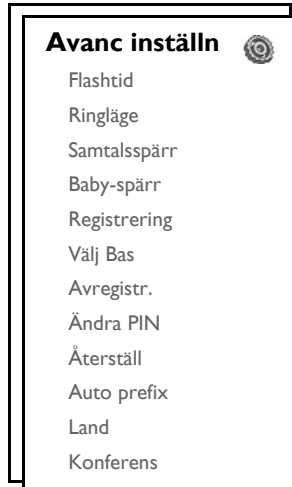 Avanc inställn
Flashtid
Ringläge
Samtalsspärr
Baby-spärr
Registrering
Välj Bas
Avregistr.
Ändra PIN
Återställ
Auto prefix
Land
Konferens